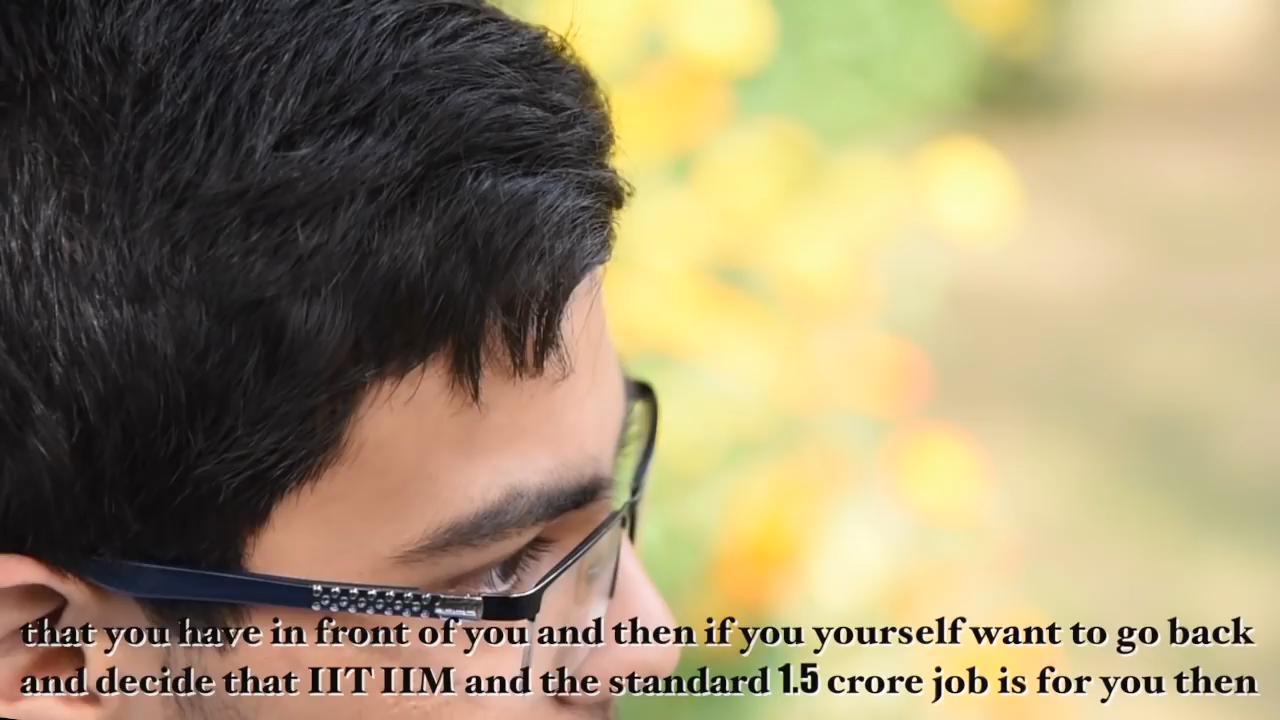 that you have in front of you and then if you yourself want to go back
and decide that IIT IIM and the standard 1.5 crore job is for you then